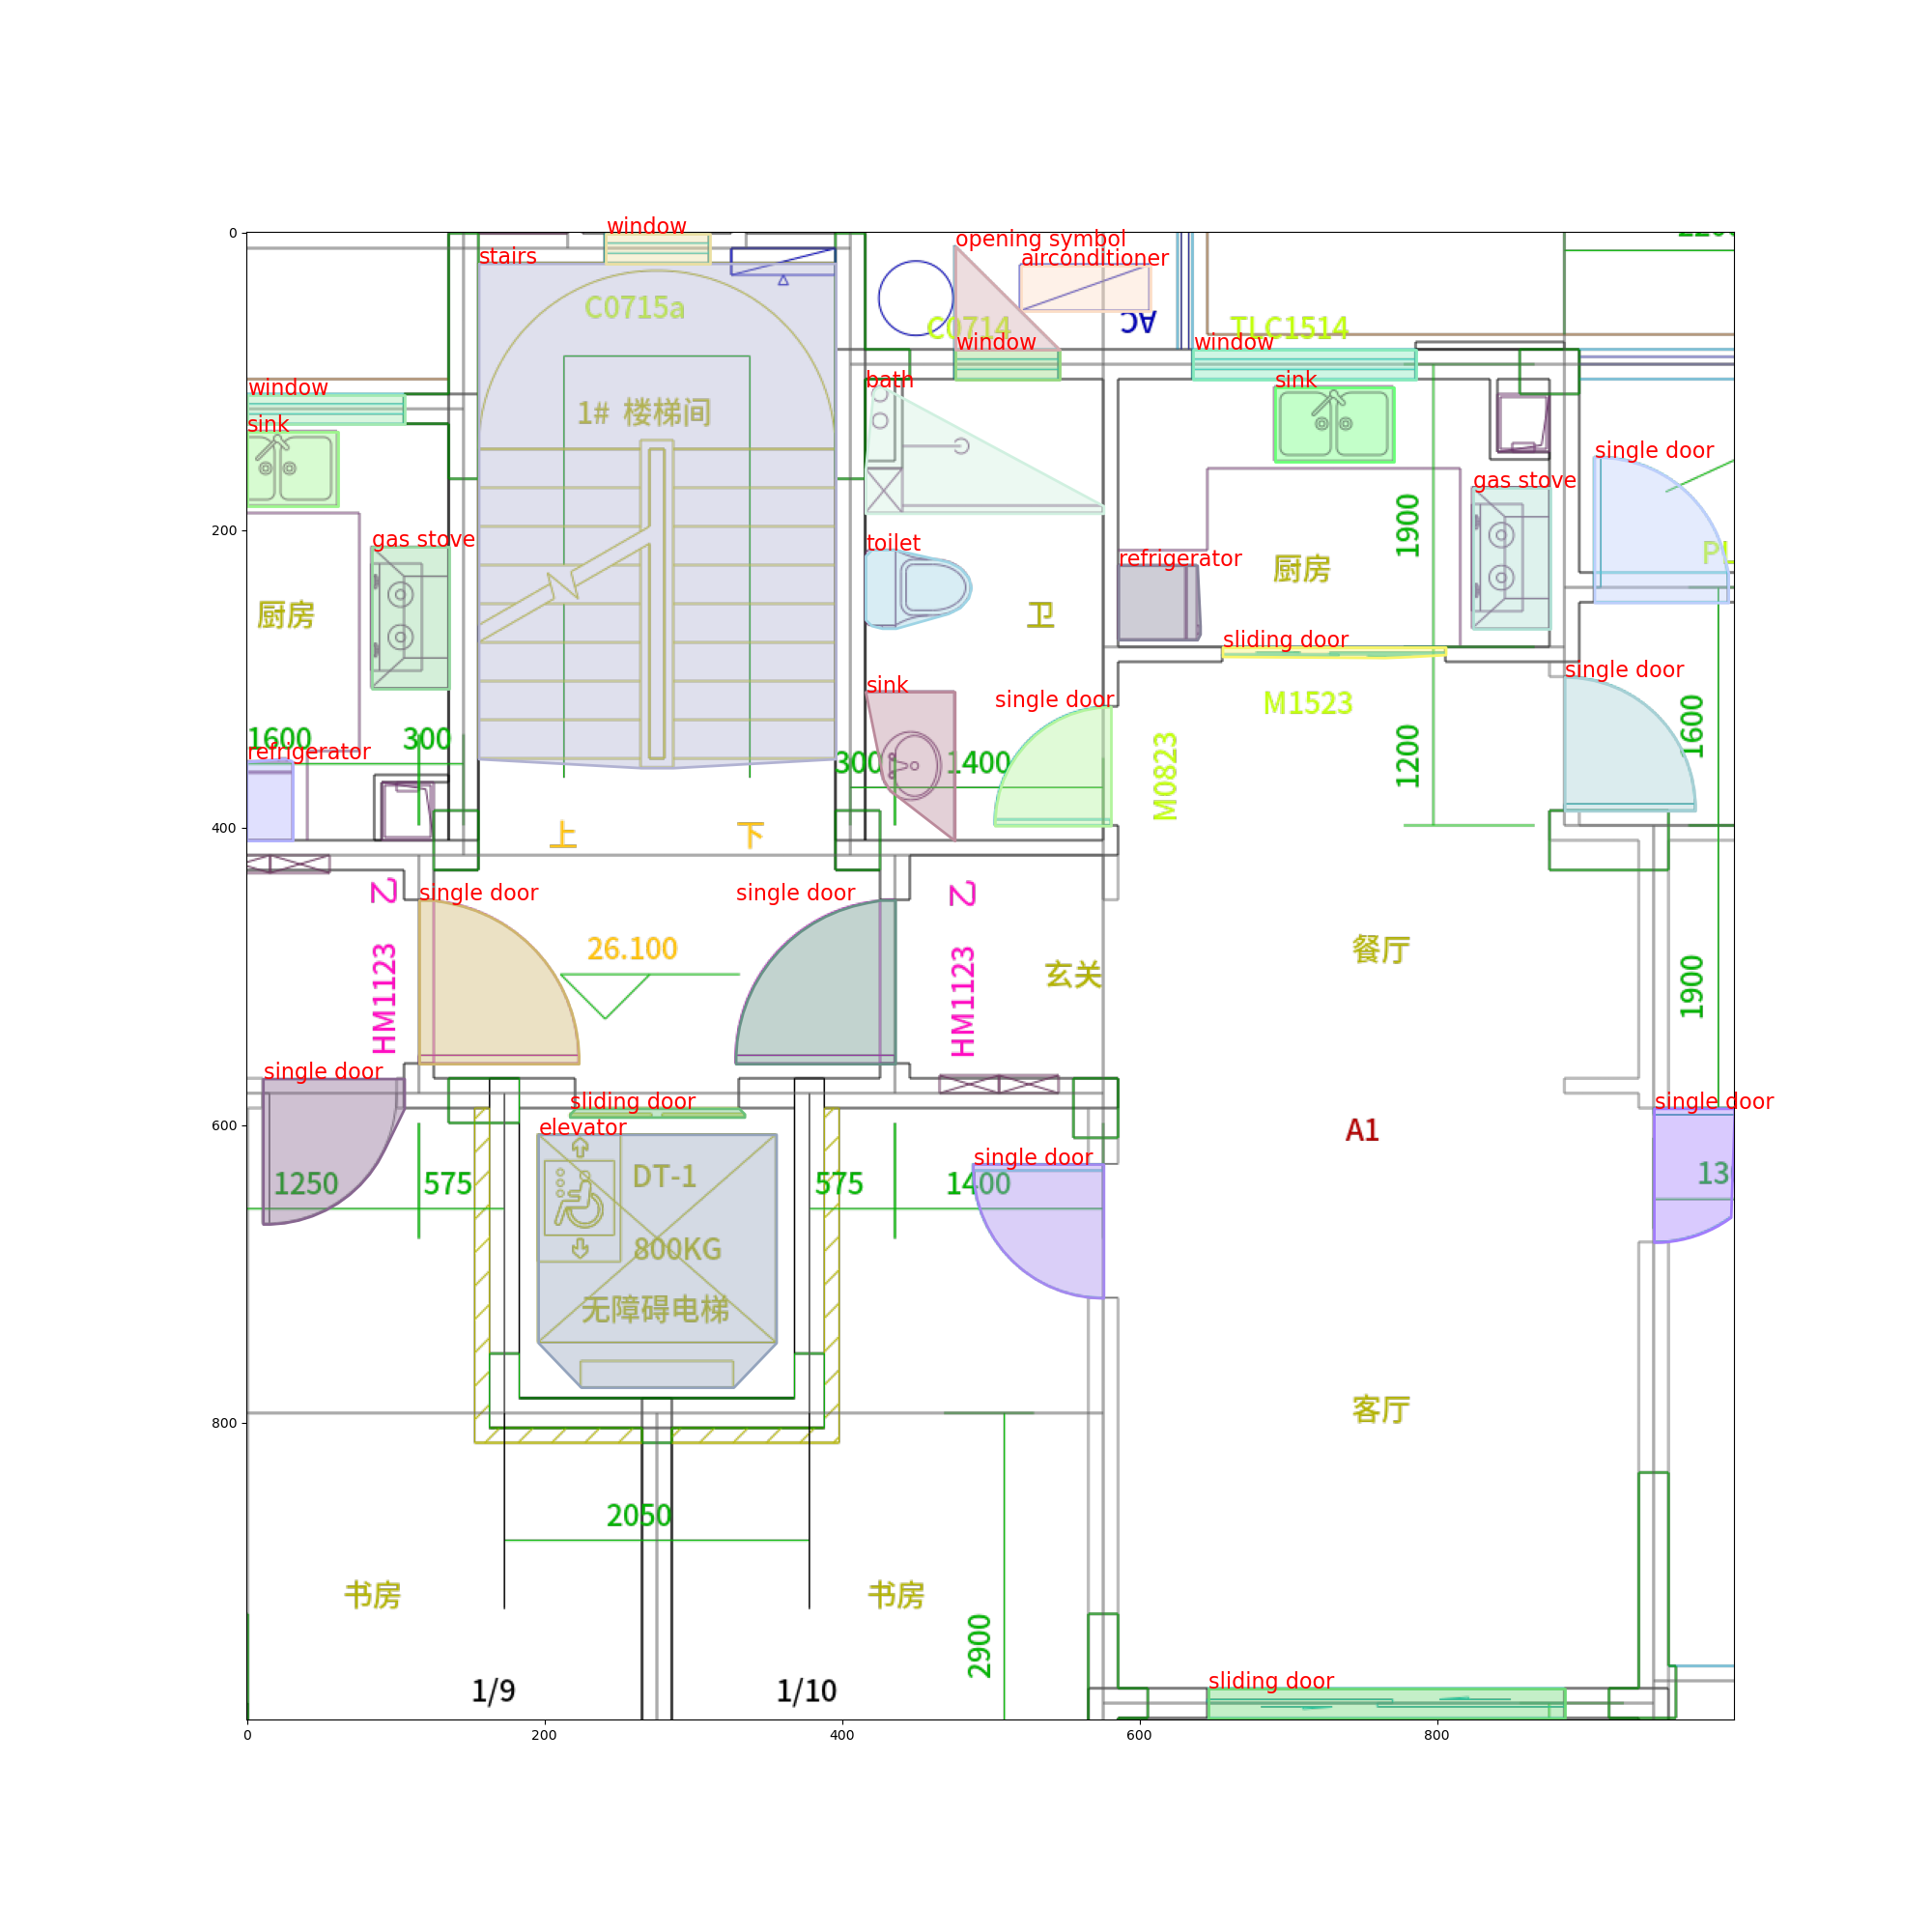 window
opening symbol
stairs
airconditioner
C0715a
C0714
AC
TLC1514
window
window
window
bath
sink
sink
1# 楼梯间
single door
gas stove
1900
gas stove
toilet
refrigerator
厨房
厨房
卫
sliding door
single door
sink
single door
M1523
1600
300
refrigerator
300
1400
M0823
1200
1600
上
下
single door
single door
乙
乙
HM1123
26.100
HM1123
玄关
餐厅
1900
single door
sliding door
single door
elevator
A1
single door
1250
575
DT-1
575
1400
13
800KG
无障碍电梯
客厅
2050
书房
书房
2900
sliding door
1/9
1/10
0
200
400
600
800
0
200
400
600
800